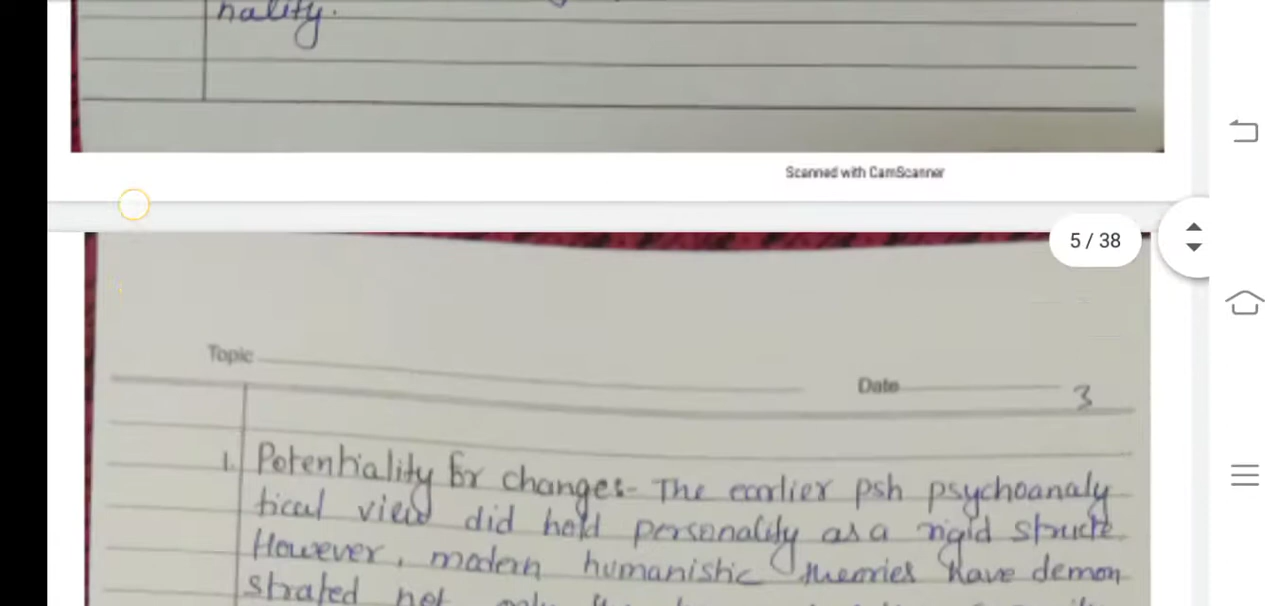 nality.
Scanned with CamScanner
5 / 38
Topic
Date 3
1. Potentiality for changes - The earlier psh psychoanaly
tical view did hold personality as a rigid structe.
However, modern humanistic theories have demon
strated not only